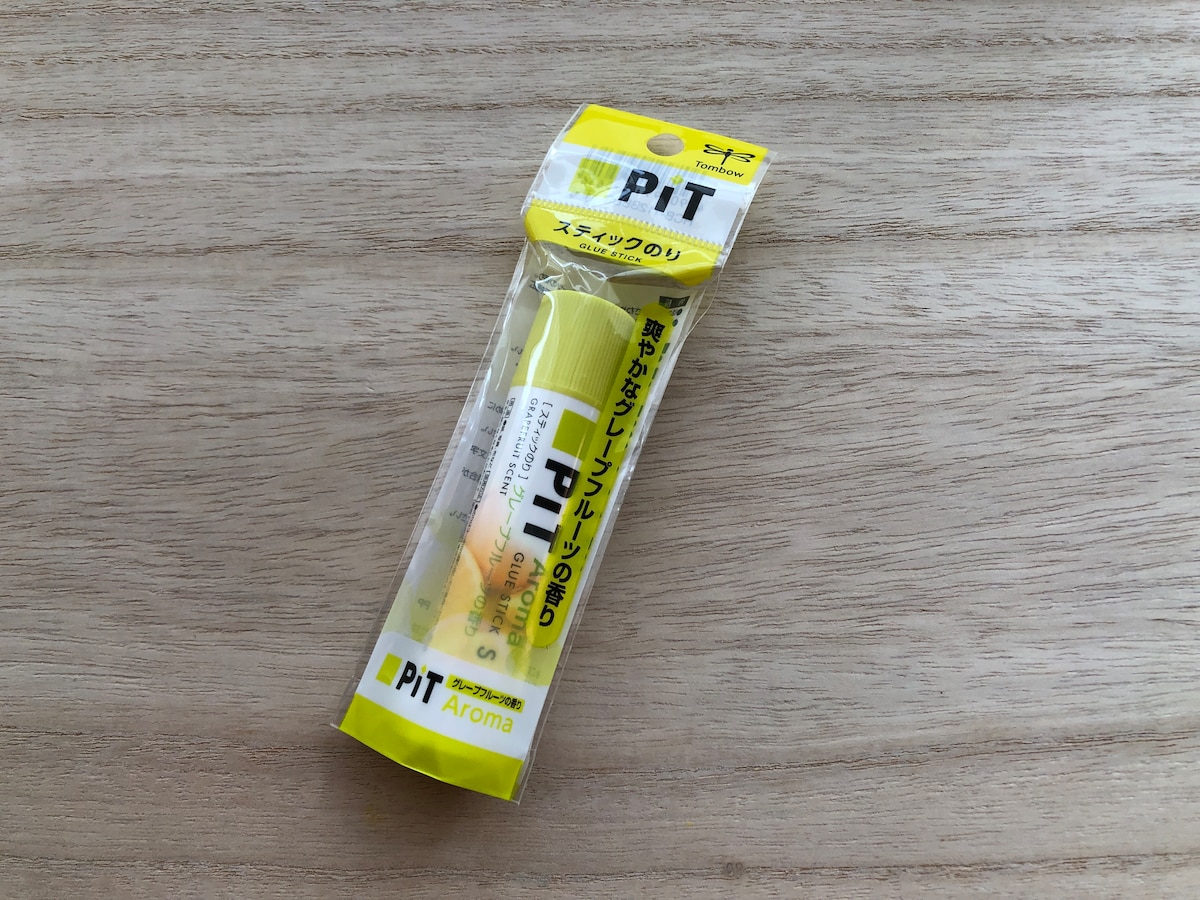 Tombow
PiT
スティックのり
GLUE STICK
爽やかなグレープフルーツの香り
[スティックのり]
GRAPEFRUIT SCENT
PiT Aroma
グレープフルーツの香り
GLUE STICK S
PiT
グレープフルーツの香り
Aroma